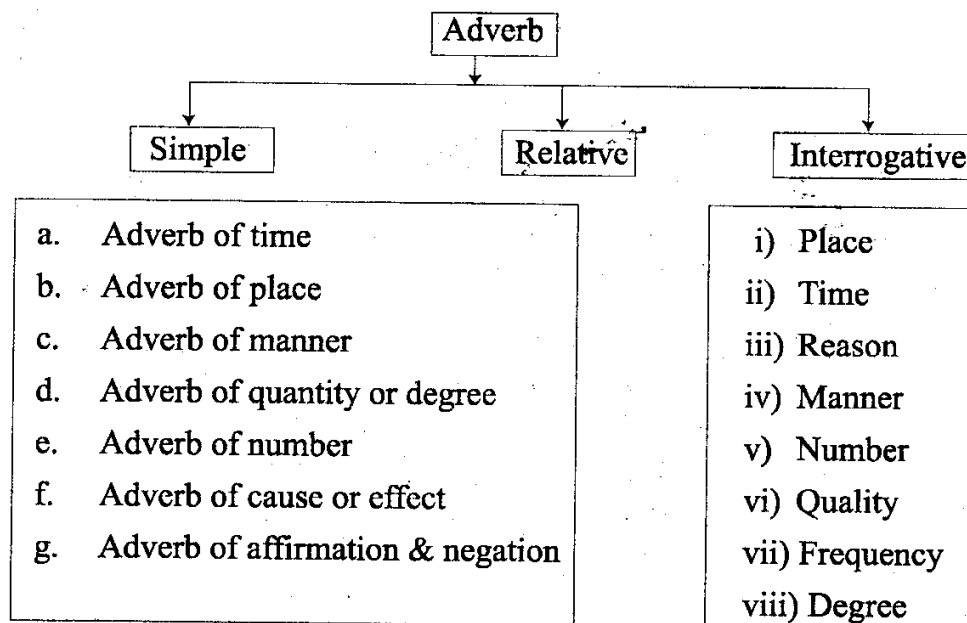 Adverb
Simple
Relative
Interrogative
a. Adverb of time
b. Adverb of place
c. Adverb of manner
d. Adverb of quantity or degree
e. Adverb of number
f. Adverb of cause or effect
g. Adverb of affirmation & negation
i) Place
ii) Time
iii) Reason
iv) Manner
v) Number
vi) Quality
vii) Frequency
viii) Degree